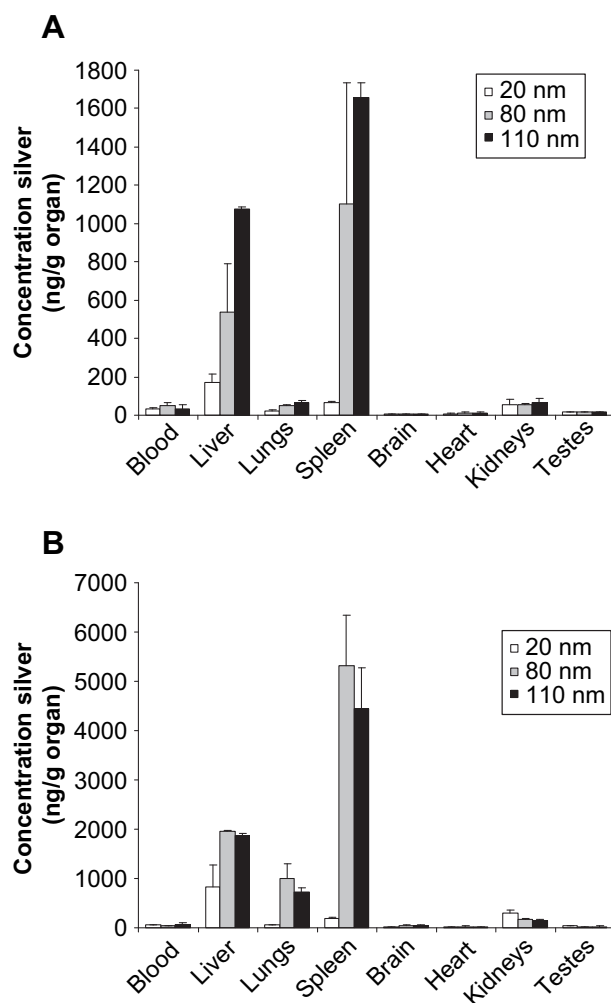 A
Concentration silver
(ng/g organ)
1800
1600
1400
1200
1000
800
600
400
200
0
20 nm
80 nm
110 nm
Blood
Liver
Lungs
Spleen
Brain
Heart
Kidneys
Testes
B
Concentration silver
(ng/g organ)
7000
6000
5000
4000
3000
2000
1000
0
20 nm
80 nm
110 nm
Blood
Liver
Lungs
Spleen
Brain
Heart
Kidneys
Testes